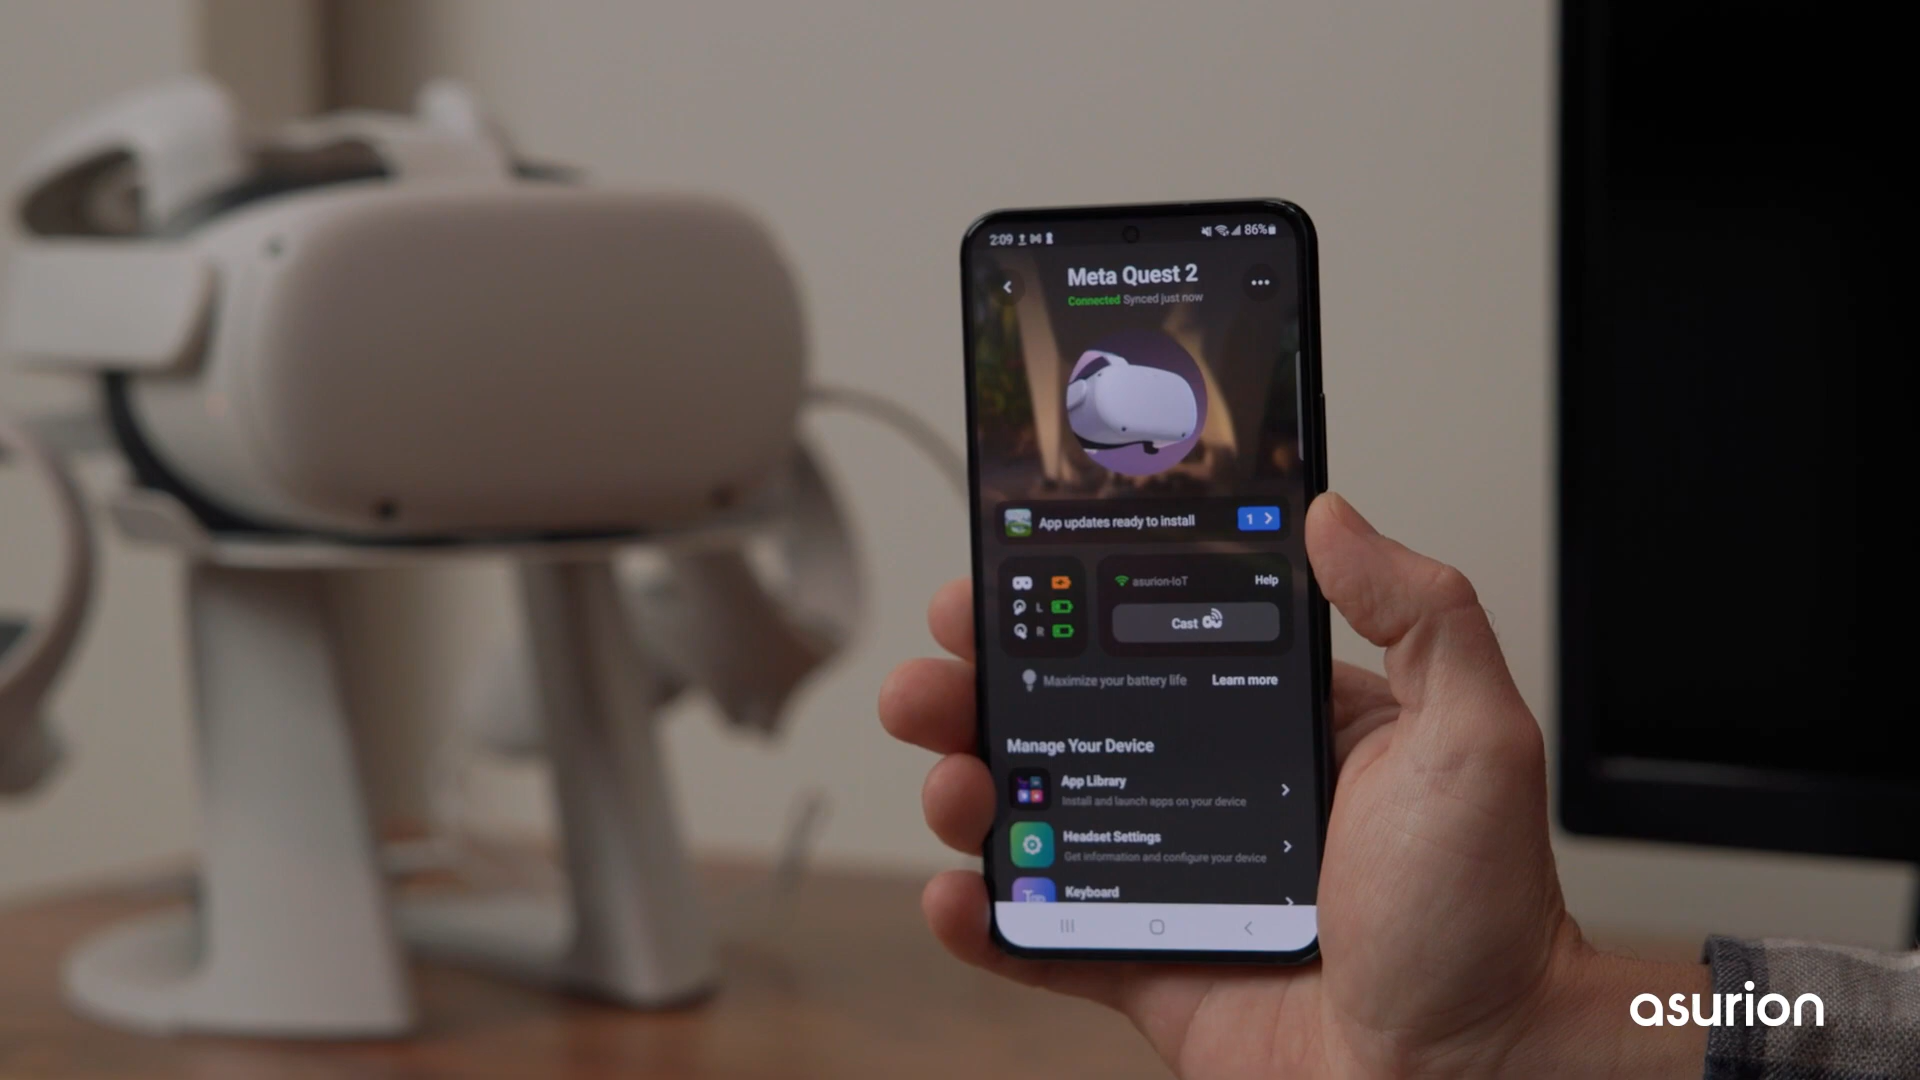 2:09
86%
Meta Quest 2
Connected Synced just now
App updates ready to install
1
asurion-IoT
Help
L
Cast
R
Maximize your battery life
Learn more
Manage Your Device
App Library
Install and launch apps on your device
Headset Settings
Get information and configure your device
Keyboard
asurion